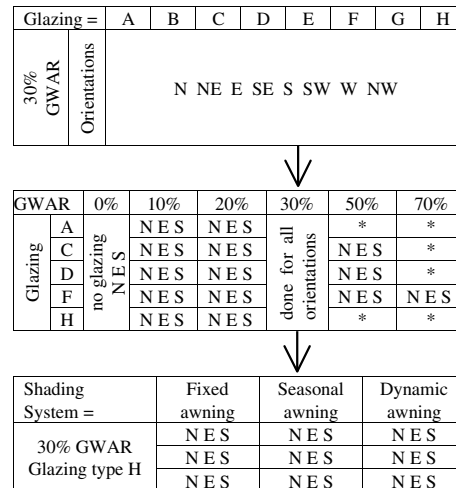 Glazing = A B C D E F G H
30% GWAR Orientations N NE E SE S SW W NW
GWAR 0% 10% 20% 30% 50% 70%
Glazing A no glazing N E S N E S N E S done for all orientations * *
C N E S N E S N E S *
D N E S N E S N E S *
F N E S N E S N E S N E S
H N E S N E S * *
Shading System = Fixed awning Seasonal awning Dynamic awning
30% GWAR Glazing type H N E S N E S N E S
N E S N E S N E S
N E S N E S N E S